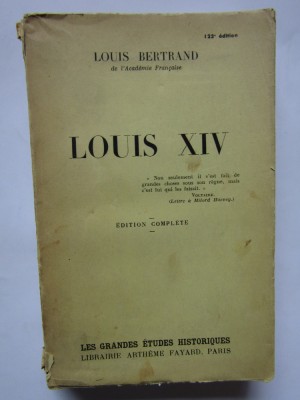 123e édition
LOUIS BERTRAND
de l'Académie Française
LOUIS XIV
« Non seulement il s'est fait de
grandes choses sous son règne, mais
c'est lui qui les faisait. »
VOLTAIRE
(Lettre à Milord Hervey.)
ÉDITION COMPLÈTE
LES GRANDES ÉTUDES HISTORIQUES
LIBRAIRIE ARTHÈME FAYARD, PARIS